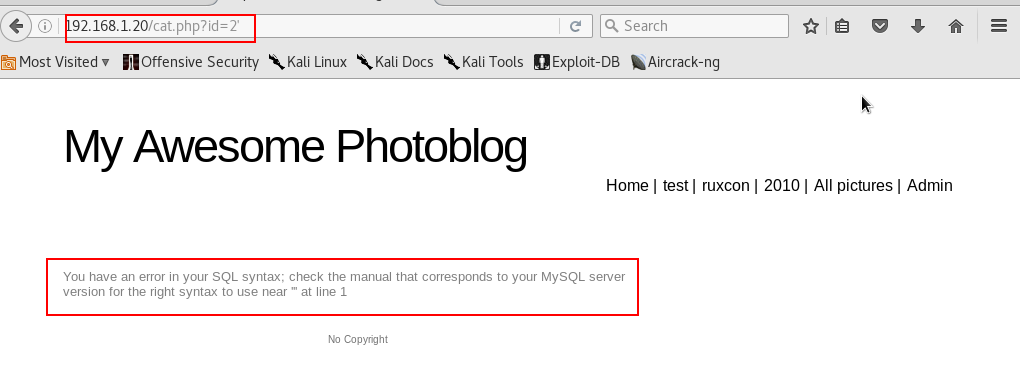 192.168.1.20/cat.php?id=2'
Search
Most Visited Offensive Security Kali Linux Kali Docs Kali Tools Exploit-DB Aircrack-ng
My Awesome Photoblog
Home | test | ruxcon | 2010 | All pictures | Admin
You have an error in your SQL syntax; check the manual that corresponds to your MySQL server
version for the right syntax to use near ''' at line 1
No Copyright